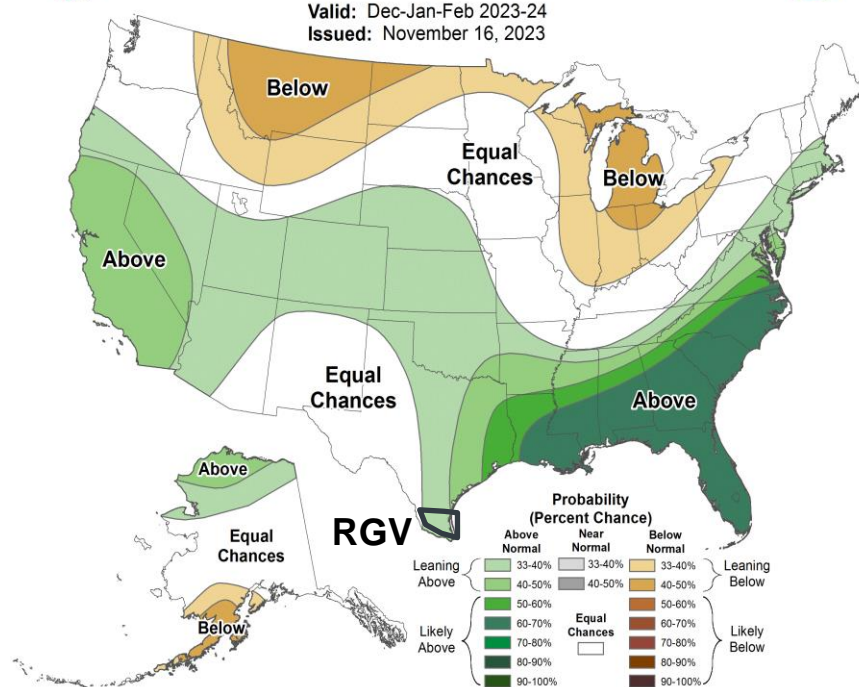 Valid: Dec-Jan-Feb 2023-24
Issued: November 16, 2023
Below
Equal
Chances
Below
Above
Equal
Chances
Above
Above
Equal
Chances
Below
RGV
Probability
(Percent Chance)
Above
Normal
Near
Normal
Below
Normal
Leaning
Above
33-40%
33-40%
33-40%
Leaning
Below
40-50%
40-50%
40-50%
Likely
Above
50-60%
Equal
Chances
50-60%
Likely
Below
60-70%
60-70%
70-80%
70-80%
80-90%
80-90%
90-100%
90-100%